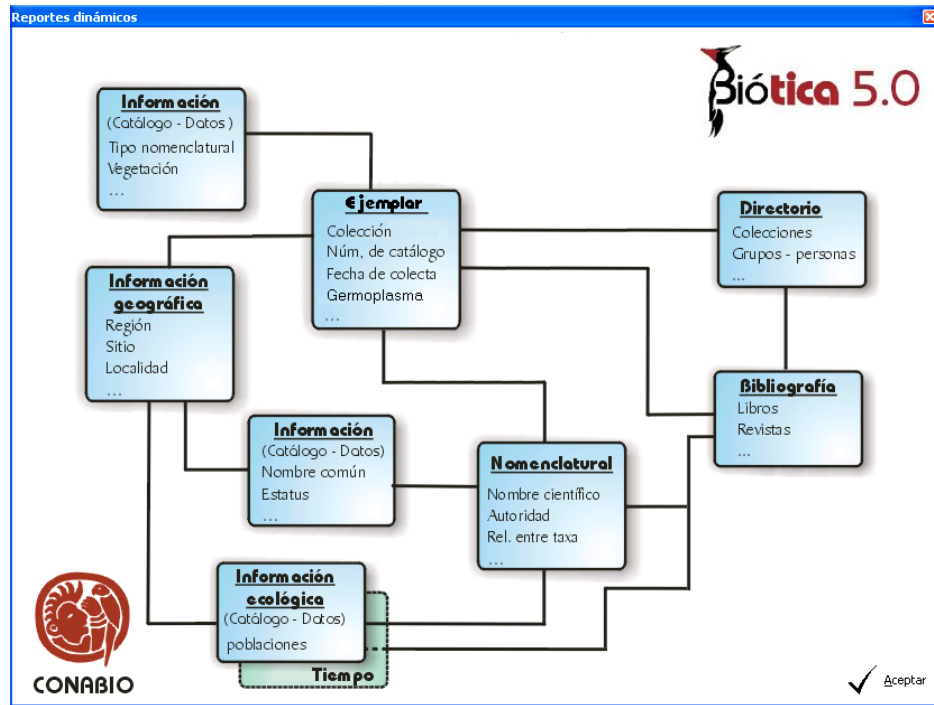 Reportes dinámicos
Biótica 5.0
Información
(Catálogo - Datos )
Tipo nomenclatural
Vegetación
...
Ejemplar
Colección
Núm, de catálogo
Fecha de colecta
Germoplasma
...
Directorio
Colecciones
Grupos - personas
...
Información
geográfica
Región
Sitio
Localidad
...
Bibliografía
Libros
Revistas
...
Información
(Catálogo - Datos)
Nombre común
Estatus
...
Nomenclatural
Nombre científico
Autoridad
Rel. entre taxa
...
Información
ecológica
(Catálogo - Datos)
poblaciones
Tiempo
CONABIO
Aceptar